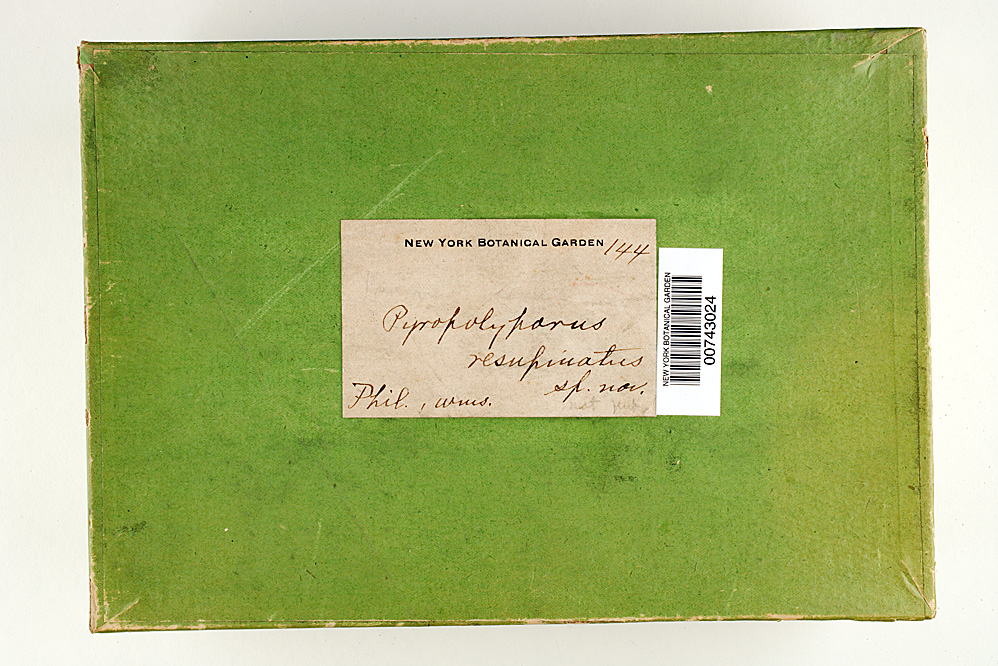 NEW YORK BOTANICAL GARDEN 144
Pyropolyporus
resupinatus
sp. nov.
Phil., Wms.
NEW YORK BOTANICAL GARDEN
00743024